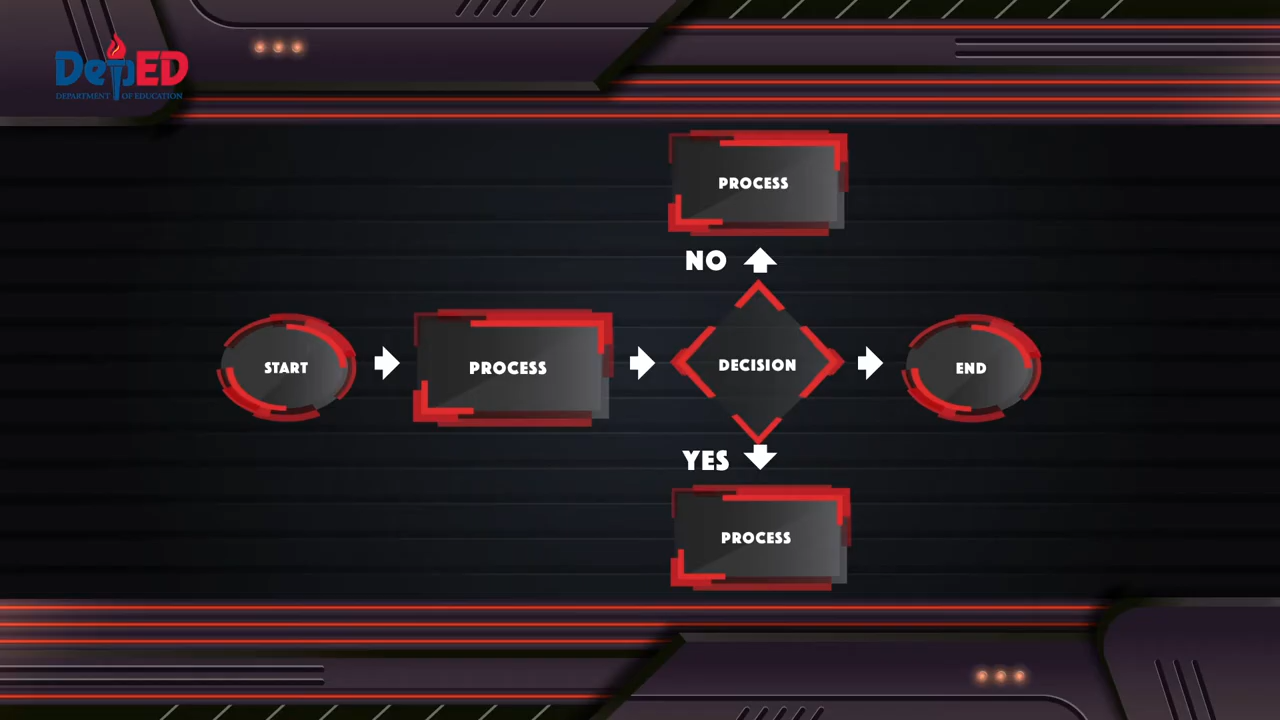 DepED
DEPARTMENT OF EDUCATION
PROCESS
NO
START
PROCESS
DECISION
END
YES
PROCESS